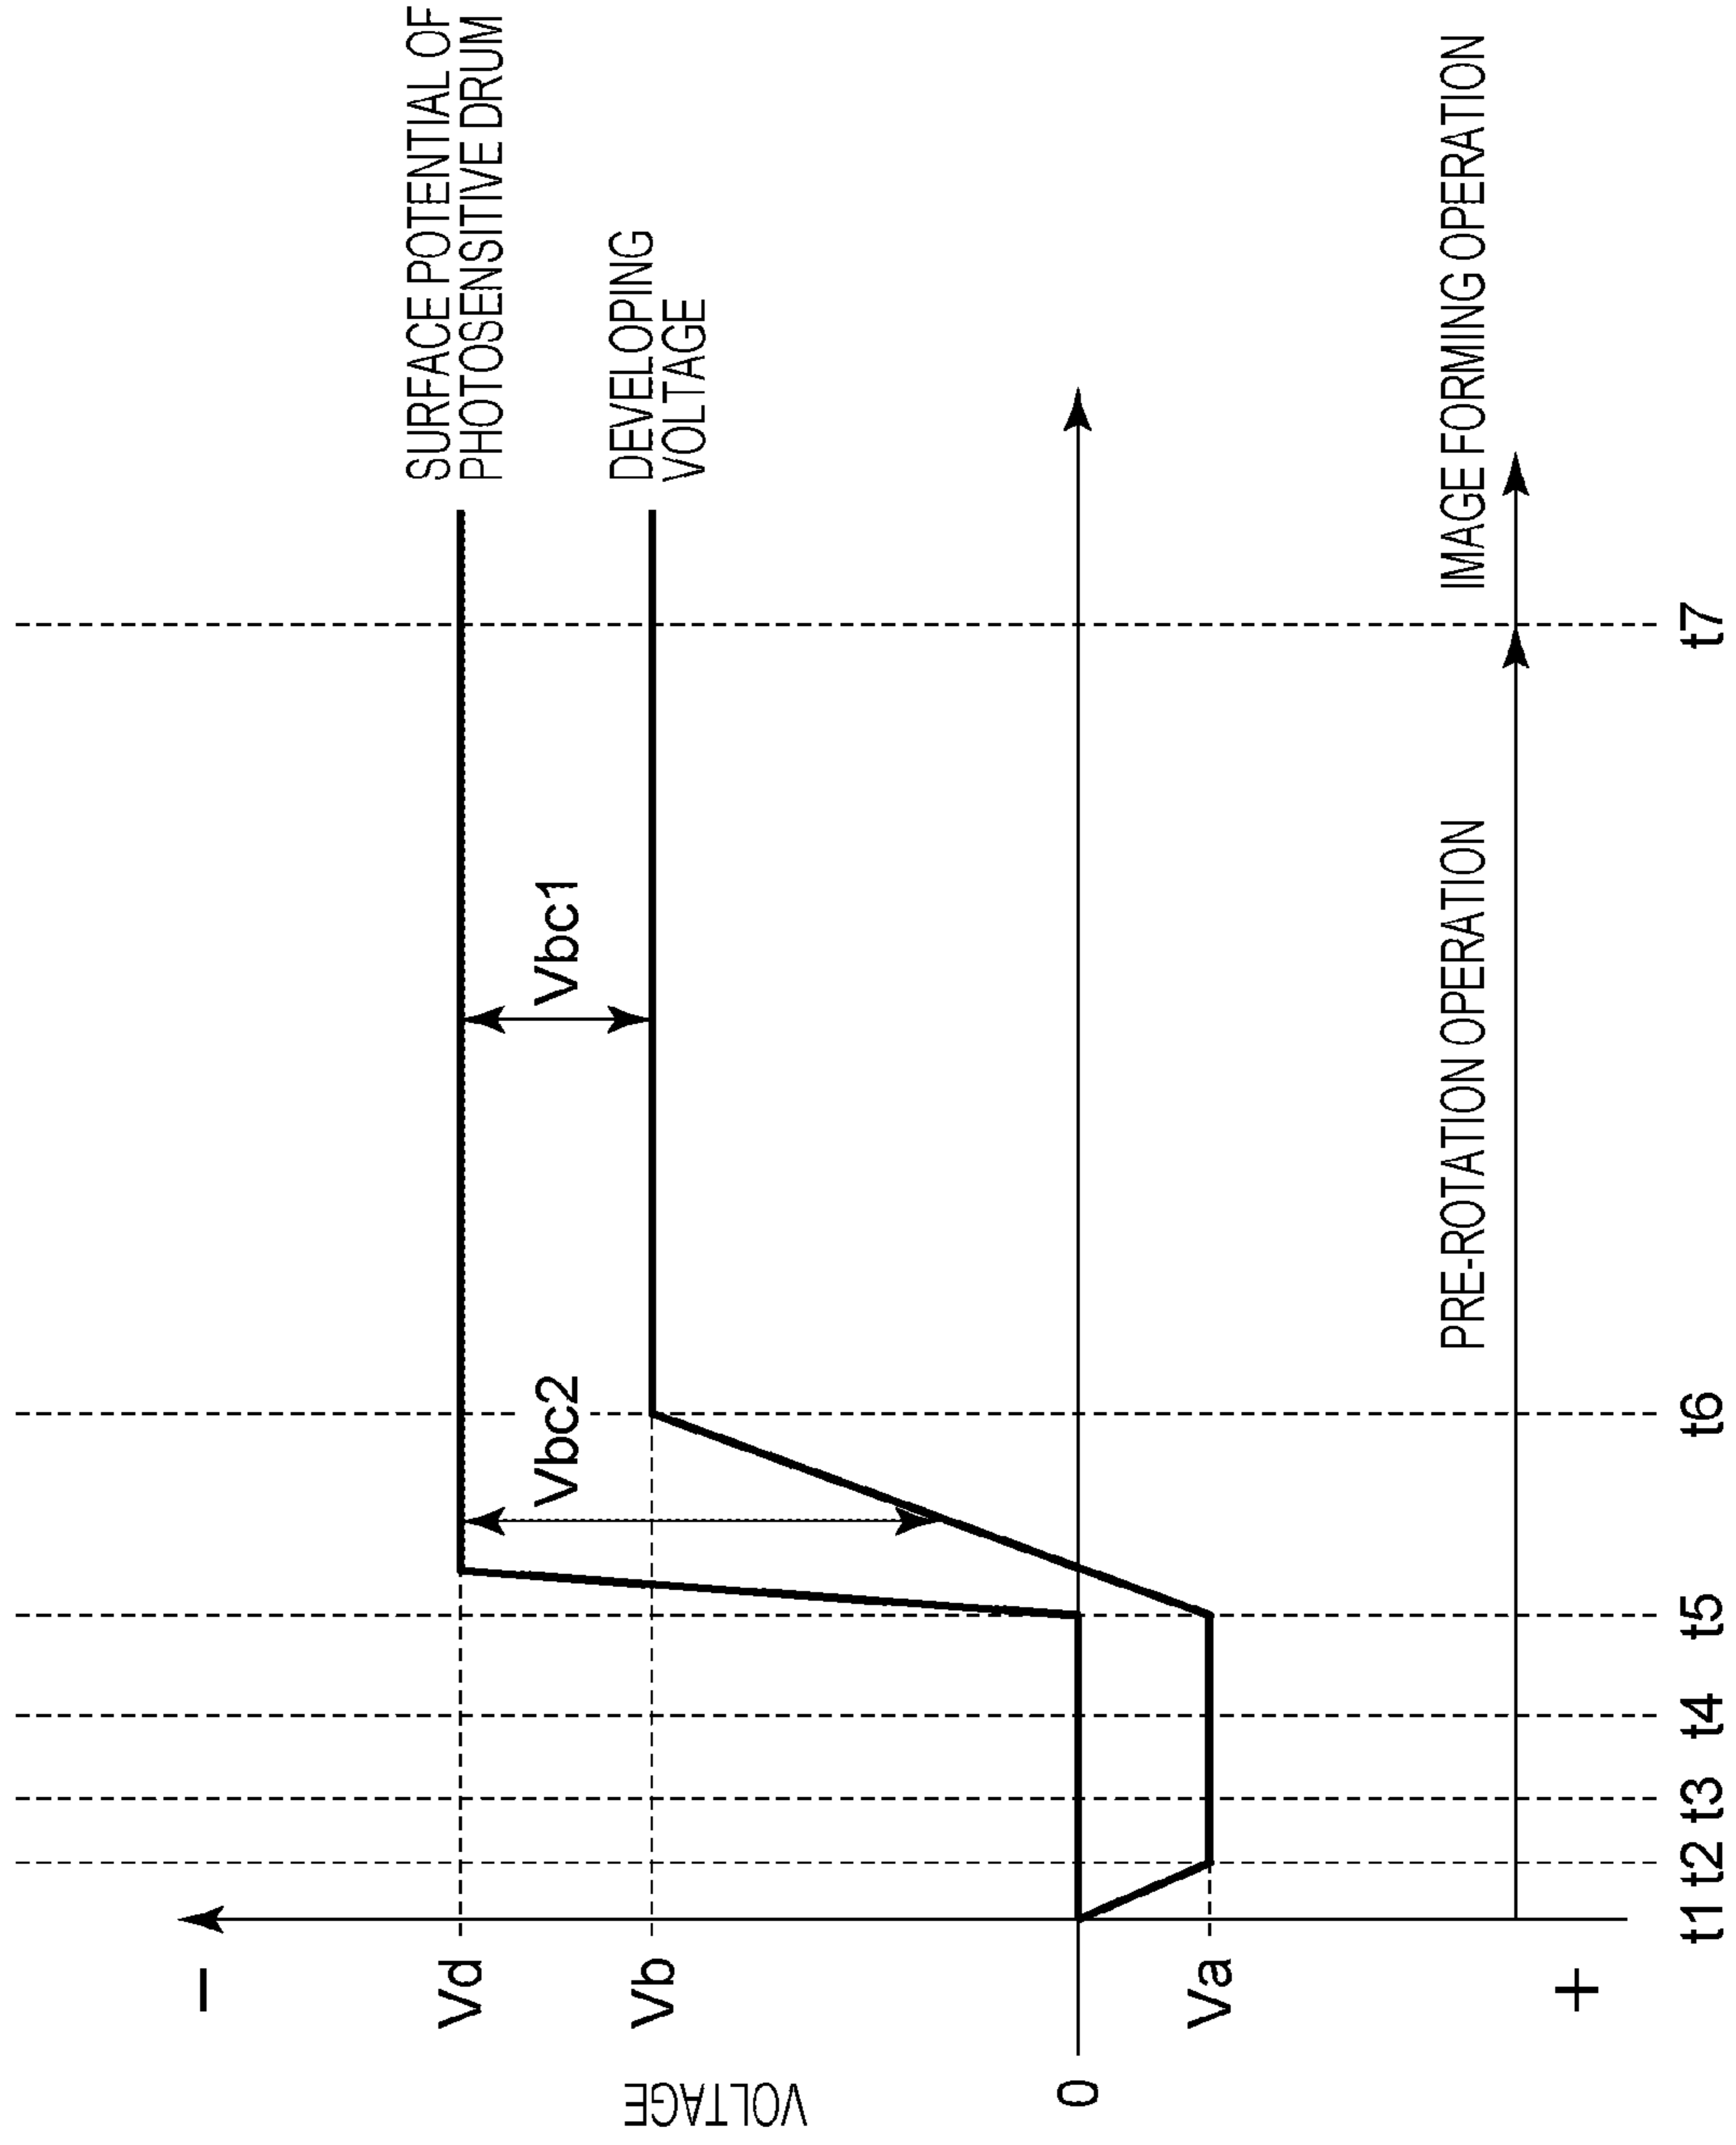 SURFACE POTENTIAL OF
PHOTOSENSITIVE DRUM
DEVELOPING
VOLTAGE
Vbc2
Vbc1
−
Vd
Vb
VOLTAGE
0
Va
PRE-ROTATION OPERATION
IMAGE FORMING OPERATION
+
t1 t2 t3 t4 t5 t6 t7